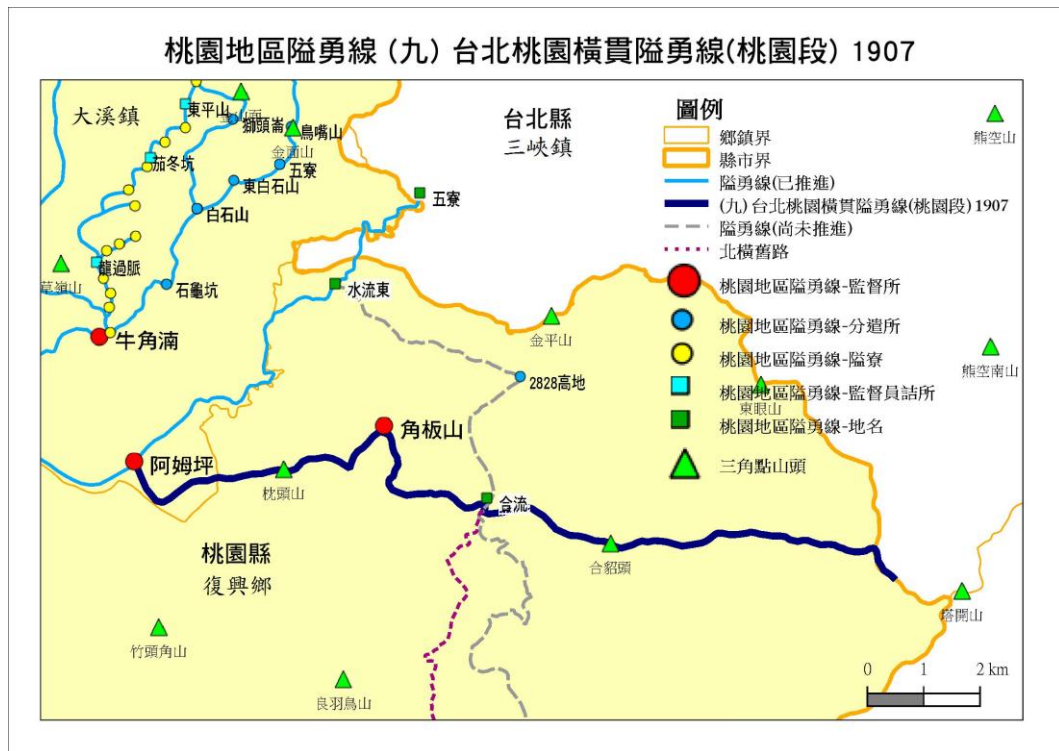 桃園地區隘勇線 (九) 台北桃園橫貫隘勇線(桃園段) 1907
大溪鎮
東平山
獅頭崙
鳥嘴山
金面山
台北縣
三峽鎮
圖例
鄉鎮界
縣市界
隘勇線(已推進)
(九)台北桃園橫貫隘勇線(桃園段)1907
隘勇線(尚未推進)
北橫舊路
桃園地區隘勇線-監督所
桃園地區隘勇線-分遣所
桃園地區隘勇線-隘寮
桃園地區隘勇線-監督員詰所
桃園地區隘勇線-地名
三角點山頭
熊空山
茄冬坑
五寮
東白石山
五寮
白石山
龍過脈
草嶺山
石龜坑
水流東
牛角湳
金平山
熊空南山
2828高地
東眼山
角板山
阿姆坪
枕頭山
合流
桃園縣
復興鄉
合貂頭
塔開山
竹頭角山
良羽鳥山
0 1 2 km